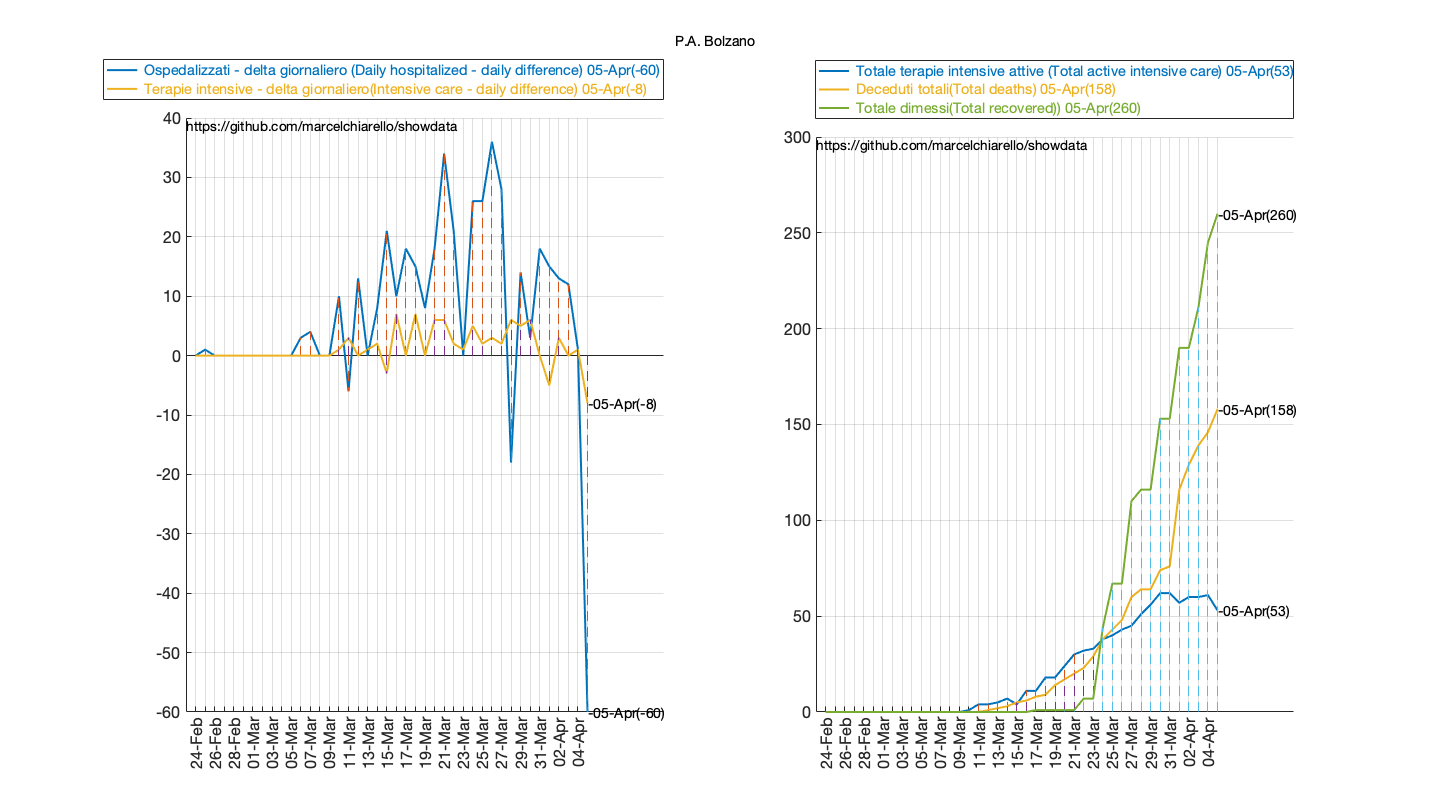 P.A. Bolzano
Ospedalizzati - delta giornaliero (Daily hospitalized - daily difference) 05-Apr(-60)
Terapie intensive - delta giornaliero(Intensive care - daily difference) 05-Apr(-8)
40
https://github.com/marcelchiarello/showdata
30
20
10
0
-10
-20
-30
-40
-50
-60
-05-Apr(-8)
-05-Apr(-60)
24-Feb
26-Feb
28-Feb
01-Mar
03-Mar
05-Mar
07-Mar
09-Mar
11-Mar
13-Mar
15-Mar
17-Mar
19-Mar
21-Mar
23-Mar
25-Mar
27-Mar
29-Mar
31-Mar
02-Apr
04-Apr
Totale terapie intensive attive (Total active intensive care) 05-Apr(53)
Deceduti totali(Total deaths) 05-Apr(158)
Totale dimessi(Total recovered)) 05-Apr(260)
300
https://github.com/marcelchiarello/showdata
250
200
150
100
50
0
-05-Apr(260)
-05-Apr(158)
-05-Apr(53)
24-Feb
26-Feb
28-Feb
01-Mar
03-Mar
05-Mar
07-Mar
09-Mar
11-Mar
13-Mar
15-Mar
17-Mar
19-Mar
21-Mar
23-Mar
25-Mar
27-Mar
29-Mar
31-Mar
02-Apr
04-Apr